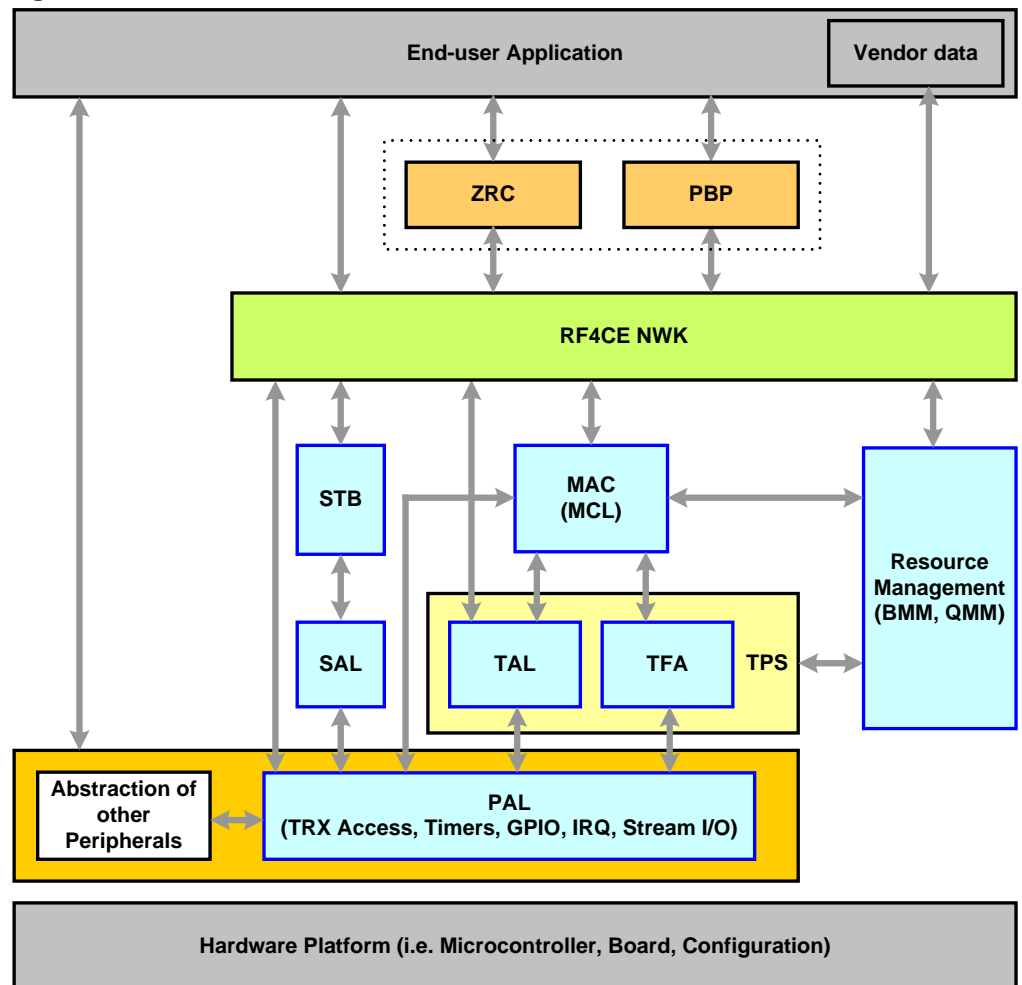 End-user Application
Vendor data
ZRC
PBP
RF4CE NWK
STB
MAC
(MCL)
Resource
Management
(BMM, QMM)
SAL
TAL
TFA
TPS
Abstraction of
other
Peripherals
PAL
(TRX Access, Timers, GPIO, IRQ, Stream I/O)
Hardware Platform (i.e. Microcontroller, Board, Configuration)